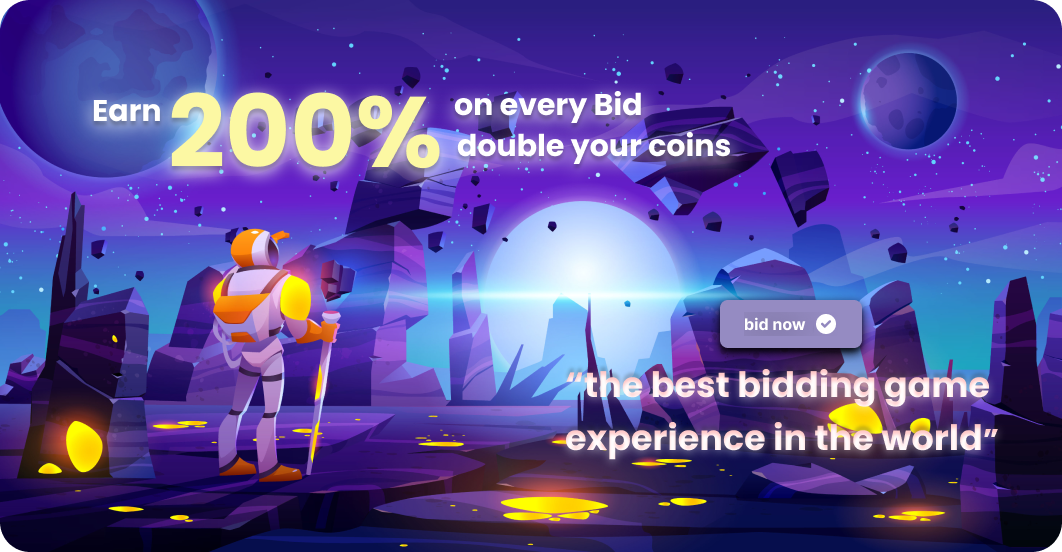 Earn 200% on every Bid
double your coins
bid now
“the best bidding game
experience in the world”